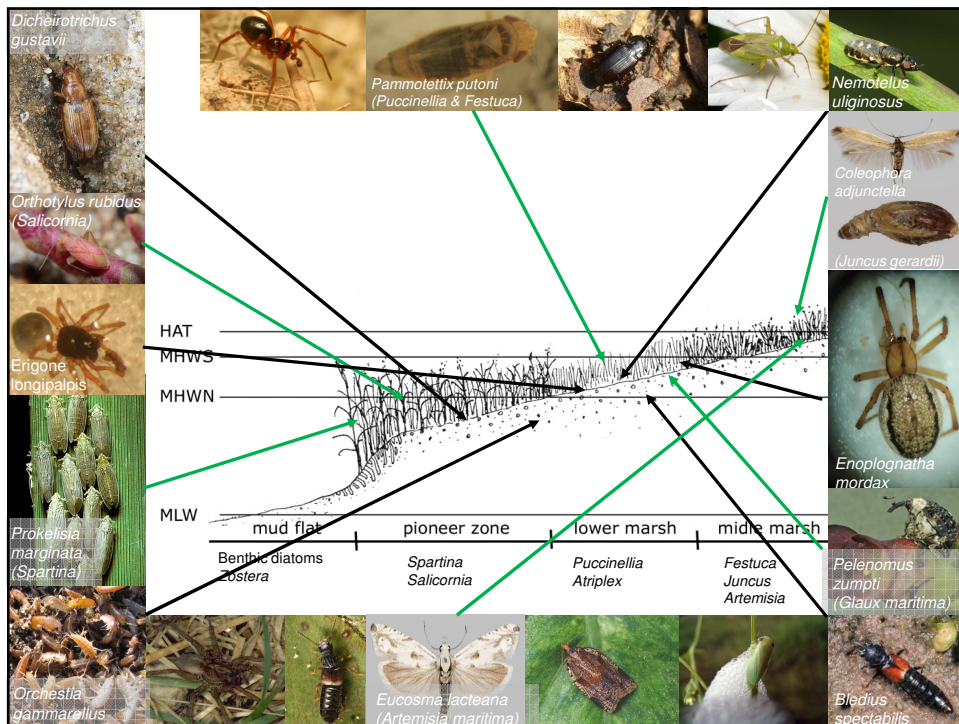 Dicheirotrichus
gustavii
Pammotettix putoni
(Puccinellia & Festuca)
Nemotelus
uliginosus
Coleophora
adjunctella
(Juncus gerardii)
Orthotylus rubidus
(Salicornia)
Erigone
longipalpis
HAT
MHWS
MHWN
MLW
Enoplognatha
mordax
Prokelisia
marginata
(Spartina)
mud flat
pioneer zone
lower marsh
midle marsh
Benthic diatoms
Zostera
Spartina
Salicornia
Puccinellia
Atriplex
Festuca
Juncus
Artemisia
Pelenomus
zumpti
(Glaux maritima)
Orchestia
gammarellus
Eucosma lacteana
(Artemisia maritima)
Bledius
spectabilis